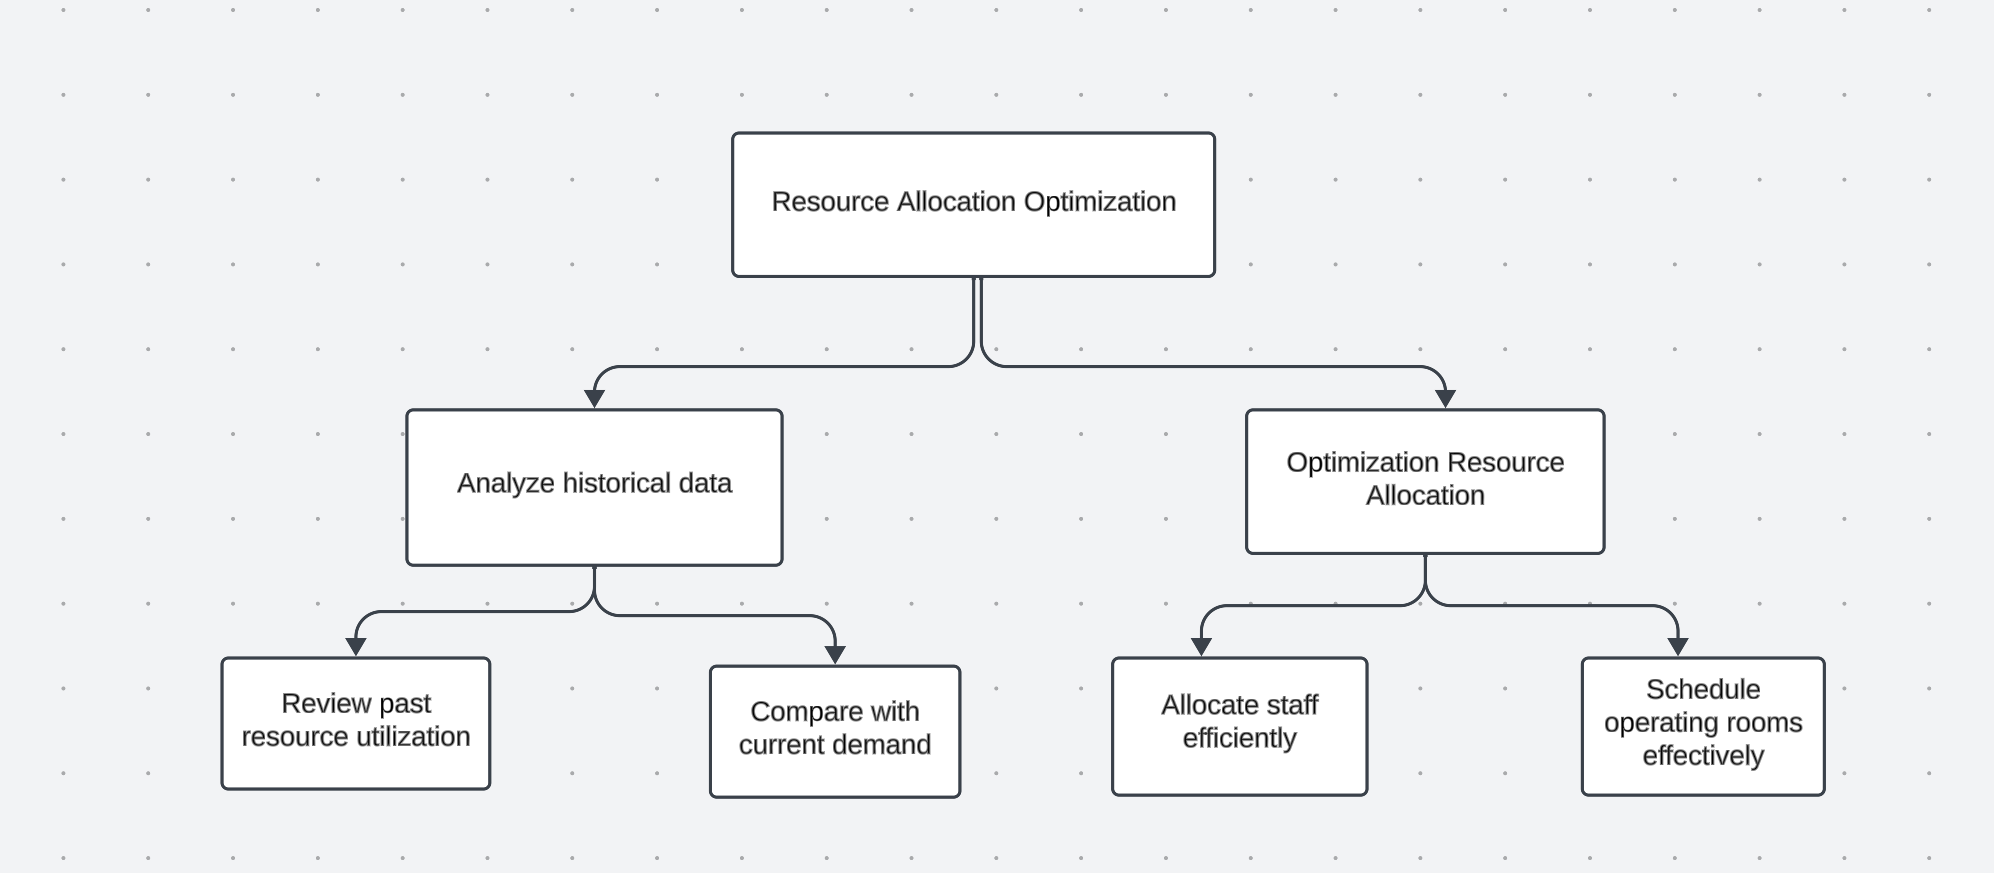 Resource Allocation Optimization
Analyze historical data
Optimization Resource
Allocation
Review past
resource utilization
Compare with
current demand
Allocate staff
efficiently
Schedule
operating rooms
effectively